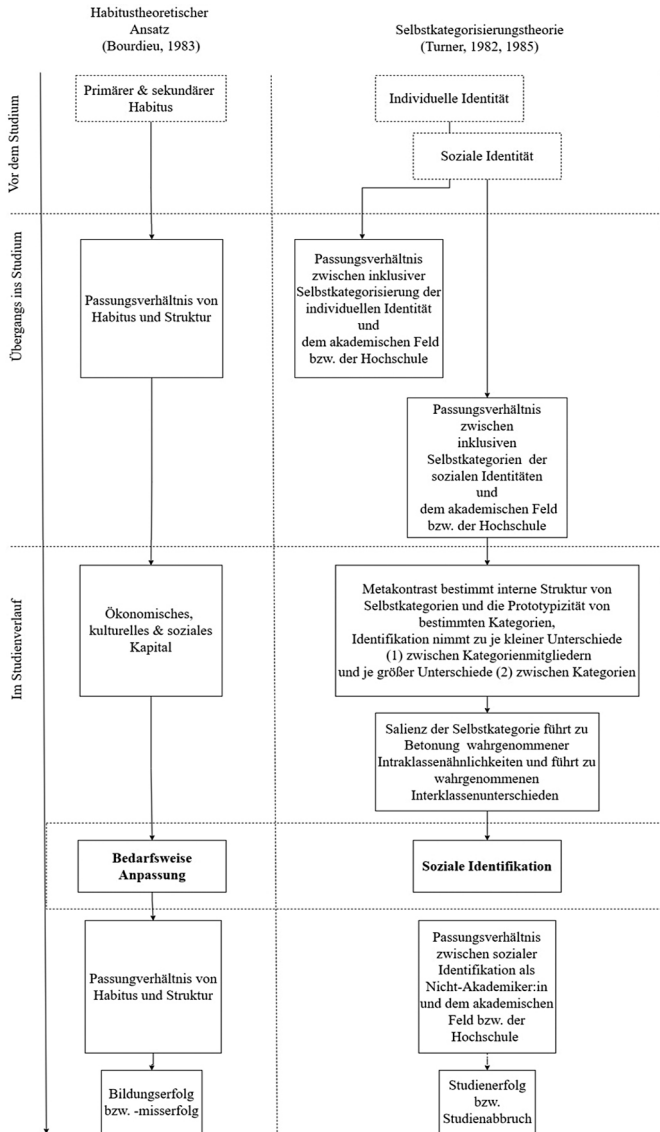 Habitustheoretischer
Ansatz
(Bourdieu, 1983)
Selbstkategorisierungstheorie
(Turner, 1982, 1985)
Vor dem Studium
Primärer & sekundärer
Habitus
Individuelle Identität
Soziale Identität
Übergangs ins Studium
Passungsverhältnis von
Habitus und Struktur
Passungsverhältnis
zwischen inklusiver
Selbstkategorisierung der
individuellen Identität
und
dem akademischen Feld
bzw. der Hochschule
Passungsverhältnis
zwischen
inklusiven
Selbstkategorien der
sozialen Identitäten
und
dem akademischen Feld
bzw. der Hochschule
Im Studienverlauf
Ökonomisches,
kulturelles & soziales
Kapital
Metakontrast bestimmt interne Struktur von
Selbstkategorien und die Prototypizität von
bestimmten Kategorien,
Identifikation nimmt zu je kleiner Unterschiede
(1) zwischen Kategorienmitgliedern
und je größer Unterschiede (2) zwischen Kategorien
Salienz der Selbstkategorie führt zu
Betonung wahrgenommener
Intraklassenähnlichkeiten und führt zu
wahrgenommenen
Interklassenunterschieden
Bedarfsweise
Anpassung
Soziale Identifikation
Passungverhältnis von
Habitus und Struktur
Passungsverhältnis
zwischen sozialer
Identifikation als
Nicht-Akademiker:in
und dem akademischen
Feld bzw. der
Hochschule
Bildungserfolg
bzw. -misserfolg
Studienerfolg
bzw.
Studienabbruch